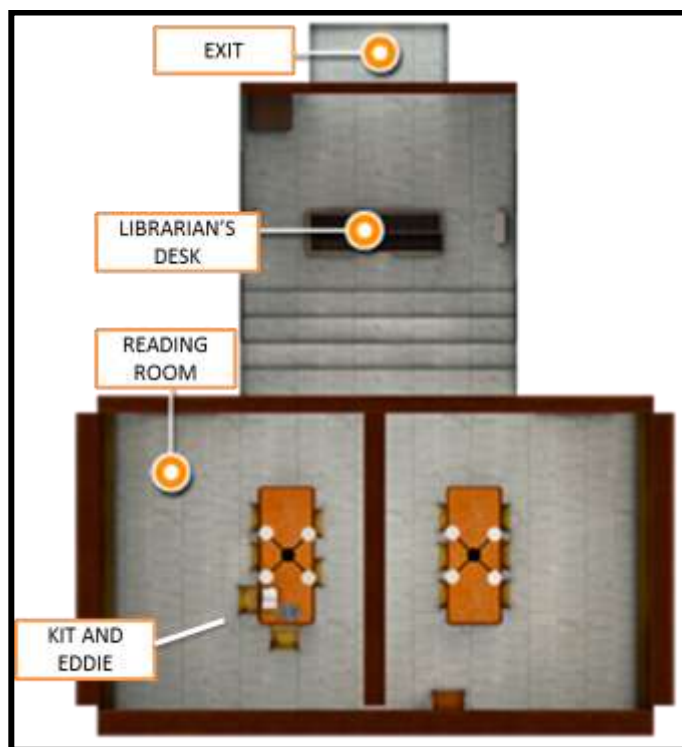 EXIT
LIBRARIAN'S
DESK
READING
ROOM
KIT AND
EDDIE